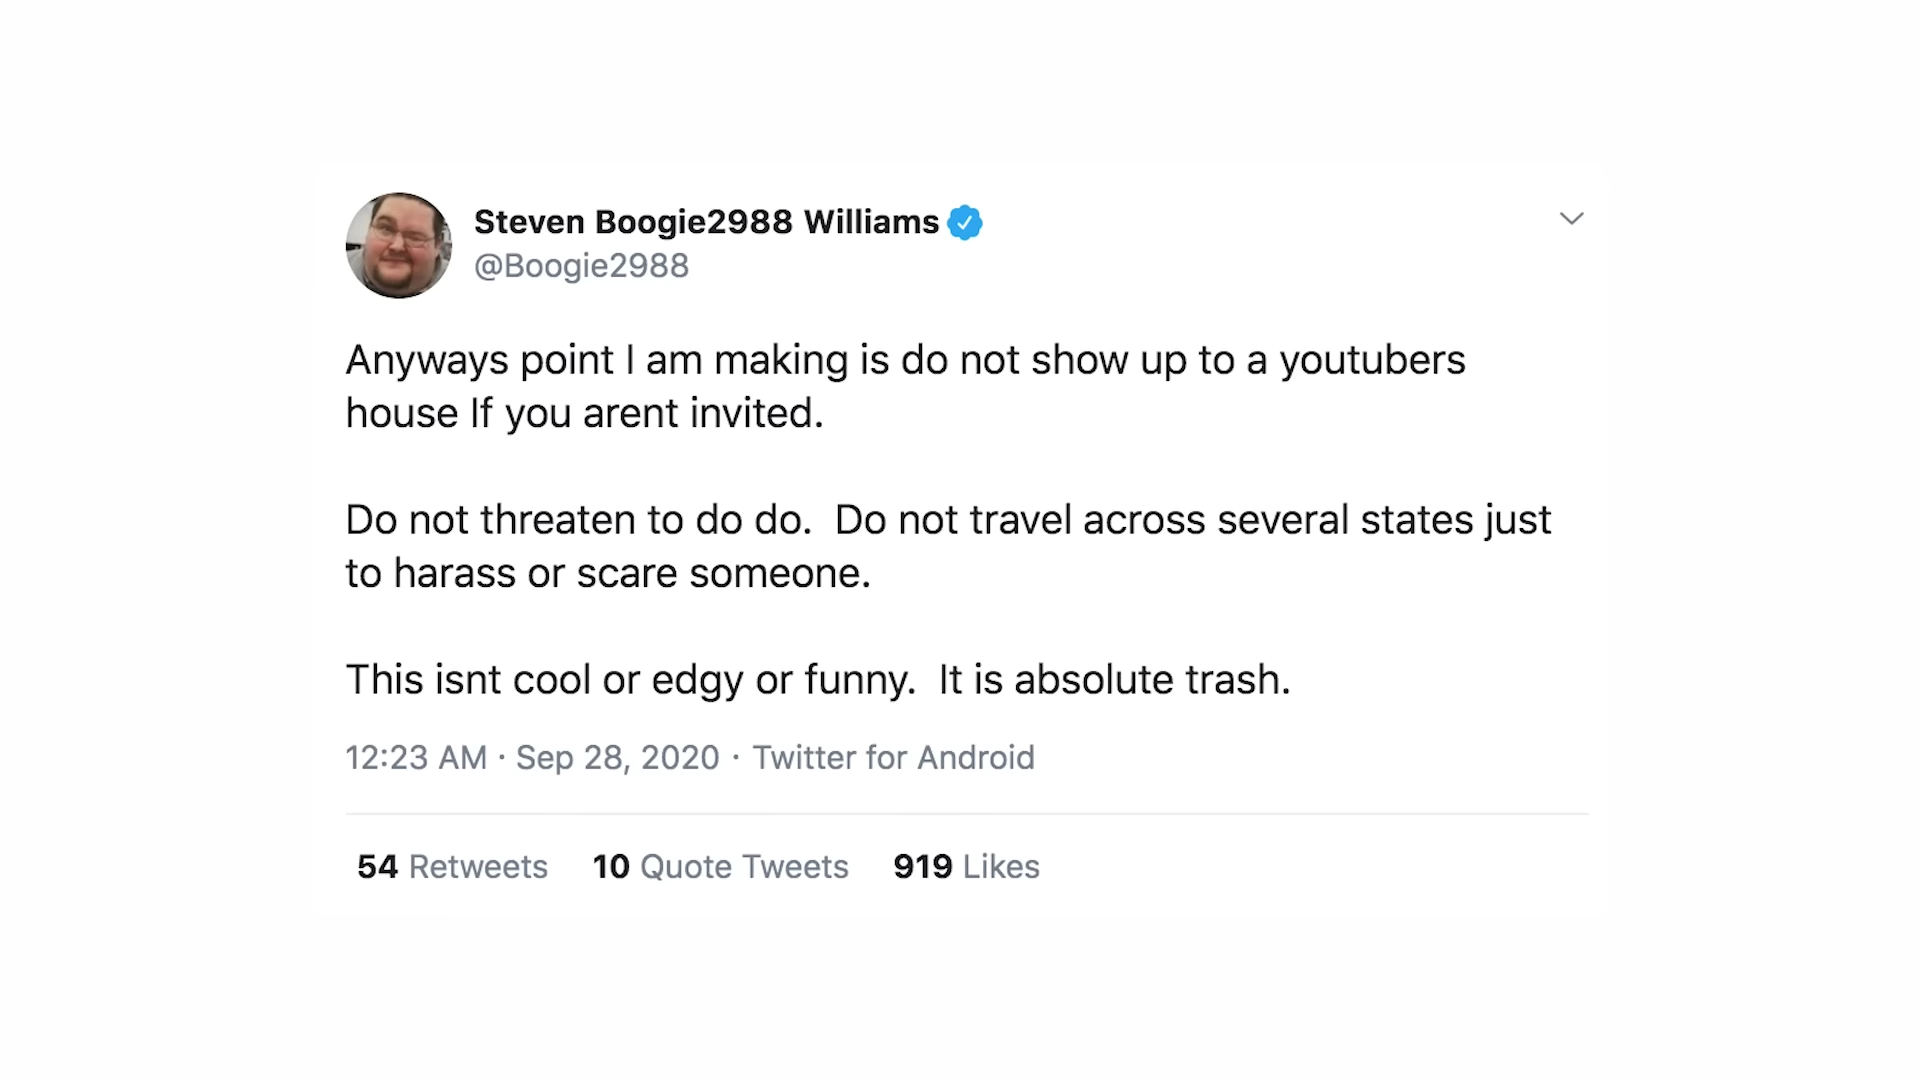 Steven Boogie2988 Williams
@Boogie2988
Anyways point I am making is do not show up to a youtubers
house If you arent invited.
Do not threaten to do do.  Do not travel across several states just
to harass or scare someone.
This isnt cool or edgy or funny.  It is absolute trash.
12:23 AM · Sep 28, 2020 · Twitter for Android
54 Retweets 10 Quote Tweets 919 Likes